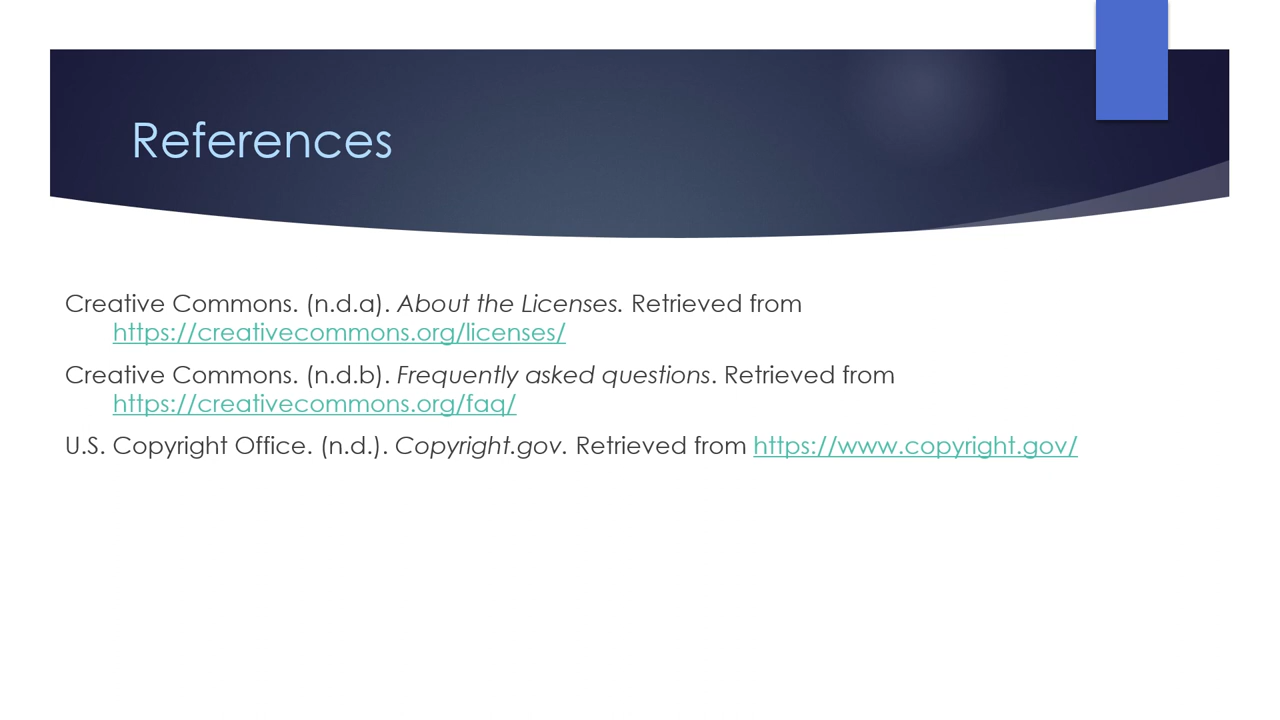 References
Creative Commons. (n.d.a). About the Licenses. Retrieved from
https://creativecommons.org/licenses/
Creative Commons. (n.d.b). Frequently asked questions. Retrieved from
https://creativecommons.org/faq/
U.S. Copyright Office. (n.d.). Copyright.gov. Retrieved from https://www.copyright.gov/